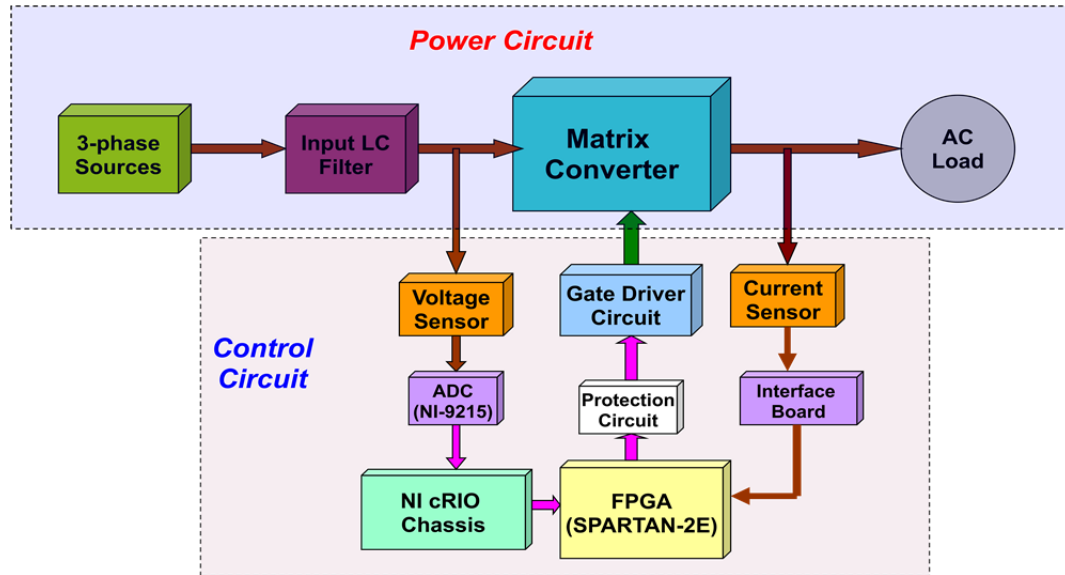 Power Circuit
3-phase
Sources
Input LC
Filter
Matrix
Converter
AC
Load
Voltage
Sensor
Gate Driver
Circuit
Current
Sensor
Control
Circuit
ADC
(NI-9215)
Protection
Circuit
Interface
Board
NI cRIO
Chassis
FPGA
(SPARTAN-2E)